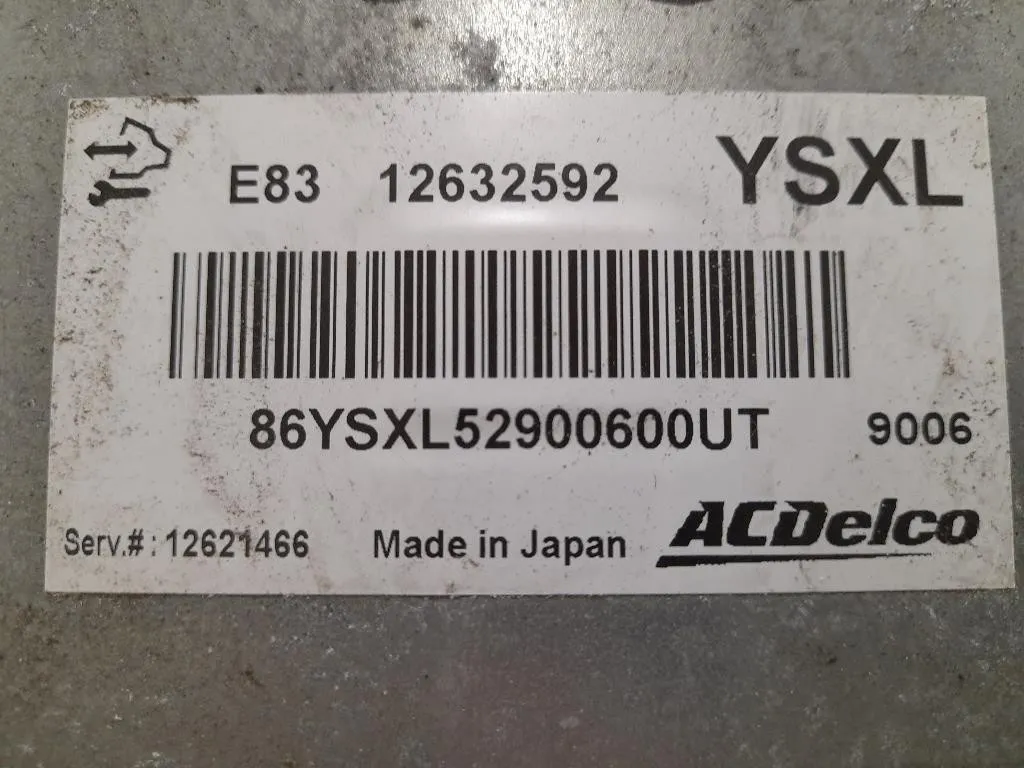 E83 12632592 YSXL
86YSXL52900600UT 9006
Serv.#: 12621466 Made in Japan ACDelco